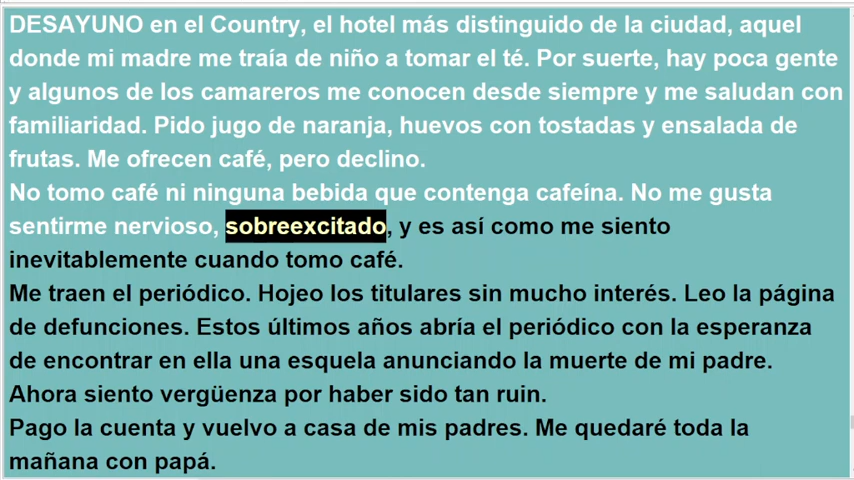 DESAYUNO en el Country, el hotel más distinguido de la ciudad, aquel
donde mi madre me traía de niño a tomar el té. Por suerte, hay poca gente
y algunos de los camareros me conocen desde siempre y me saludan con
familiaridad. Pido jugo de naranja, huevos con tostadas y ensalada de
frutas. Me ofrecen café, pero declino.
No tomo café ni ninguna bebida que contenga cafeína. No me gusta
sentirme nervioso, sobreexcitado, y es así como me siento
inevitablemente cuando tomo café.
Me traen el periódico. Hojeo los titulares sin mucho interés. Leo la página
de defunciones. Estos últimos años abría el periódico con la esperanza
de encontrar en ella una esquela anunciando la muerte de mi padre.
Ahora siento vergüenza por haber sido tan ruin.
Pago la cuenta y vuelvo a casa de mis padres. Me quedaré toda la
mañana con papá.